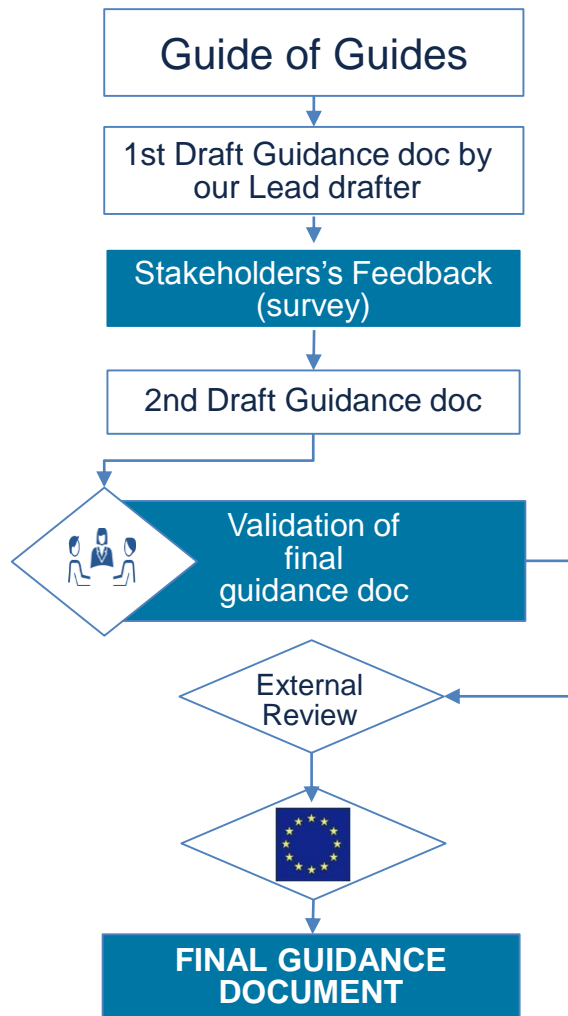 Guide of Guides
1st Draft Guidance doc by
our Lead drafter
Stakeholders's Feedback
(survey)
2nd Draft Guidance doc
Validation of
final
guidance doc
External
Review
FINAL GUIDANCE
DOCUMENT